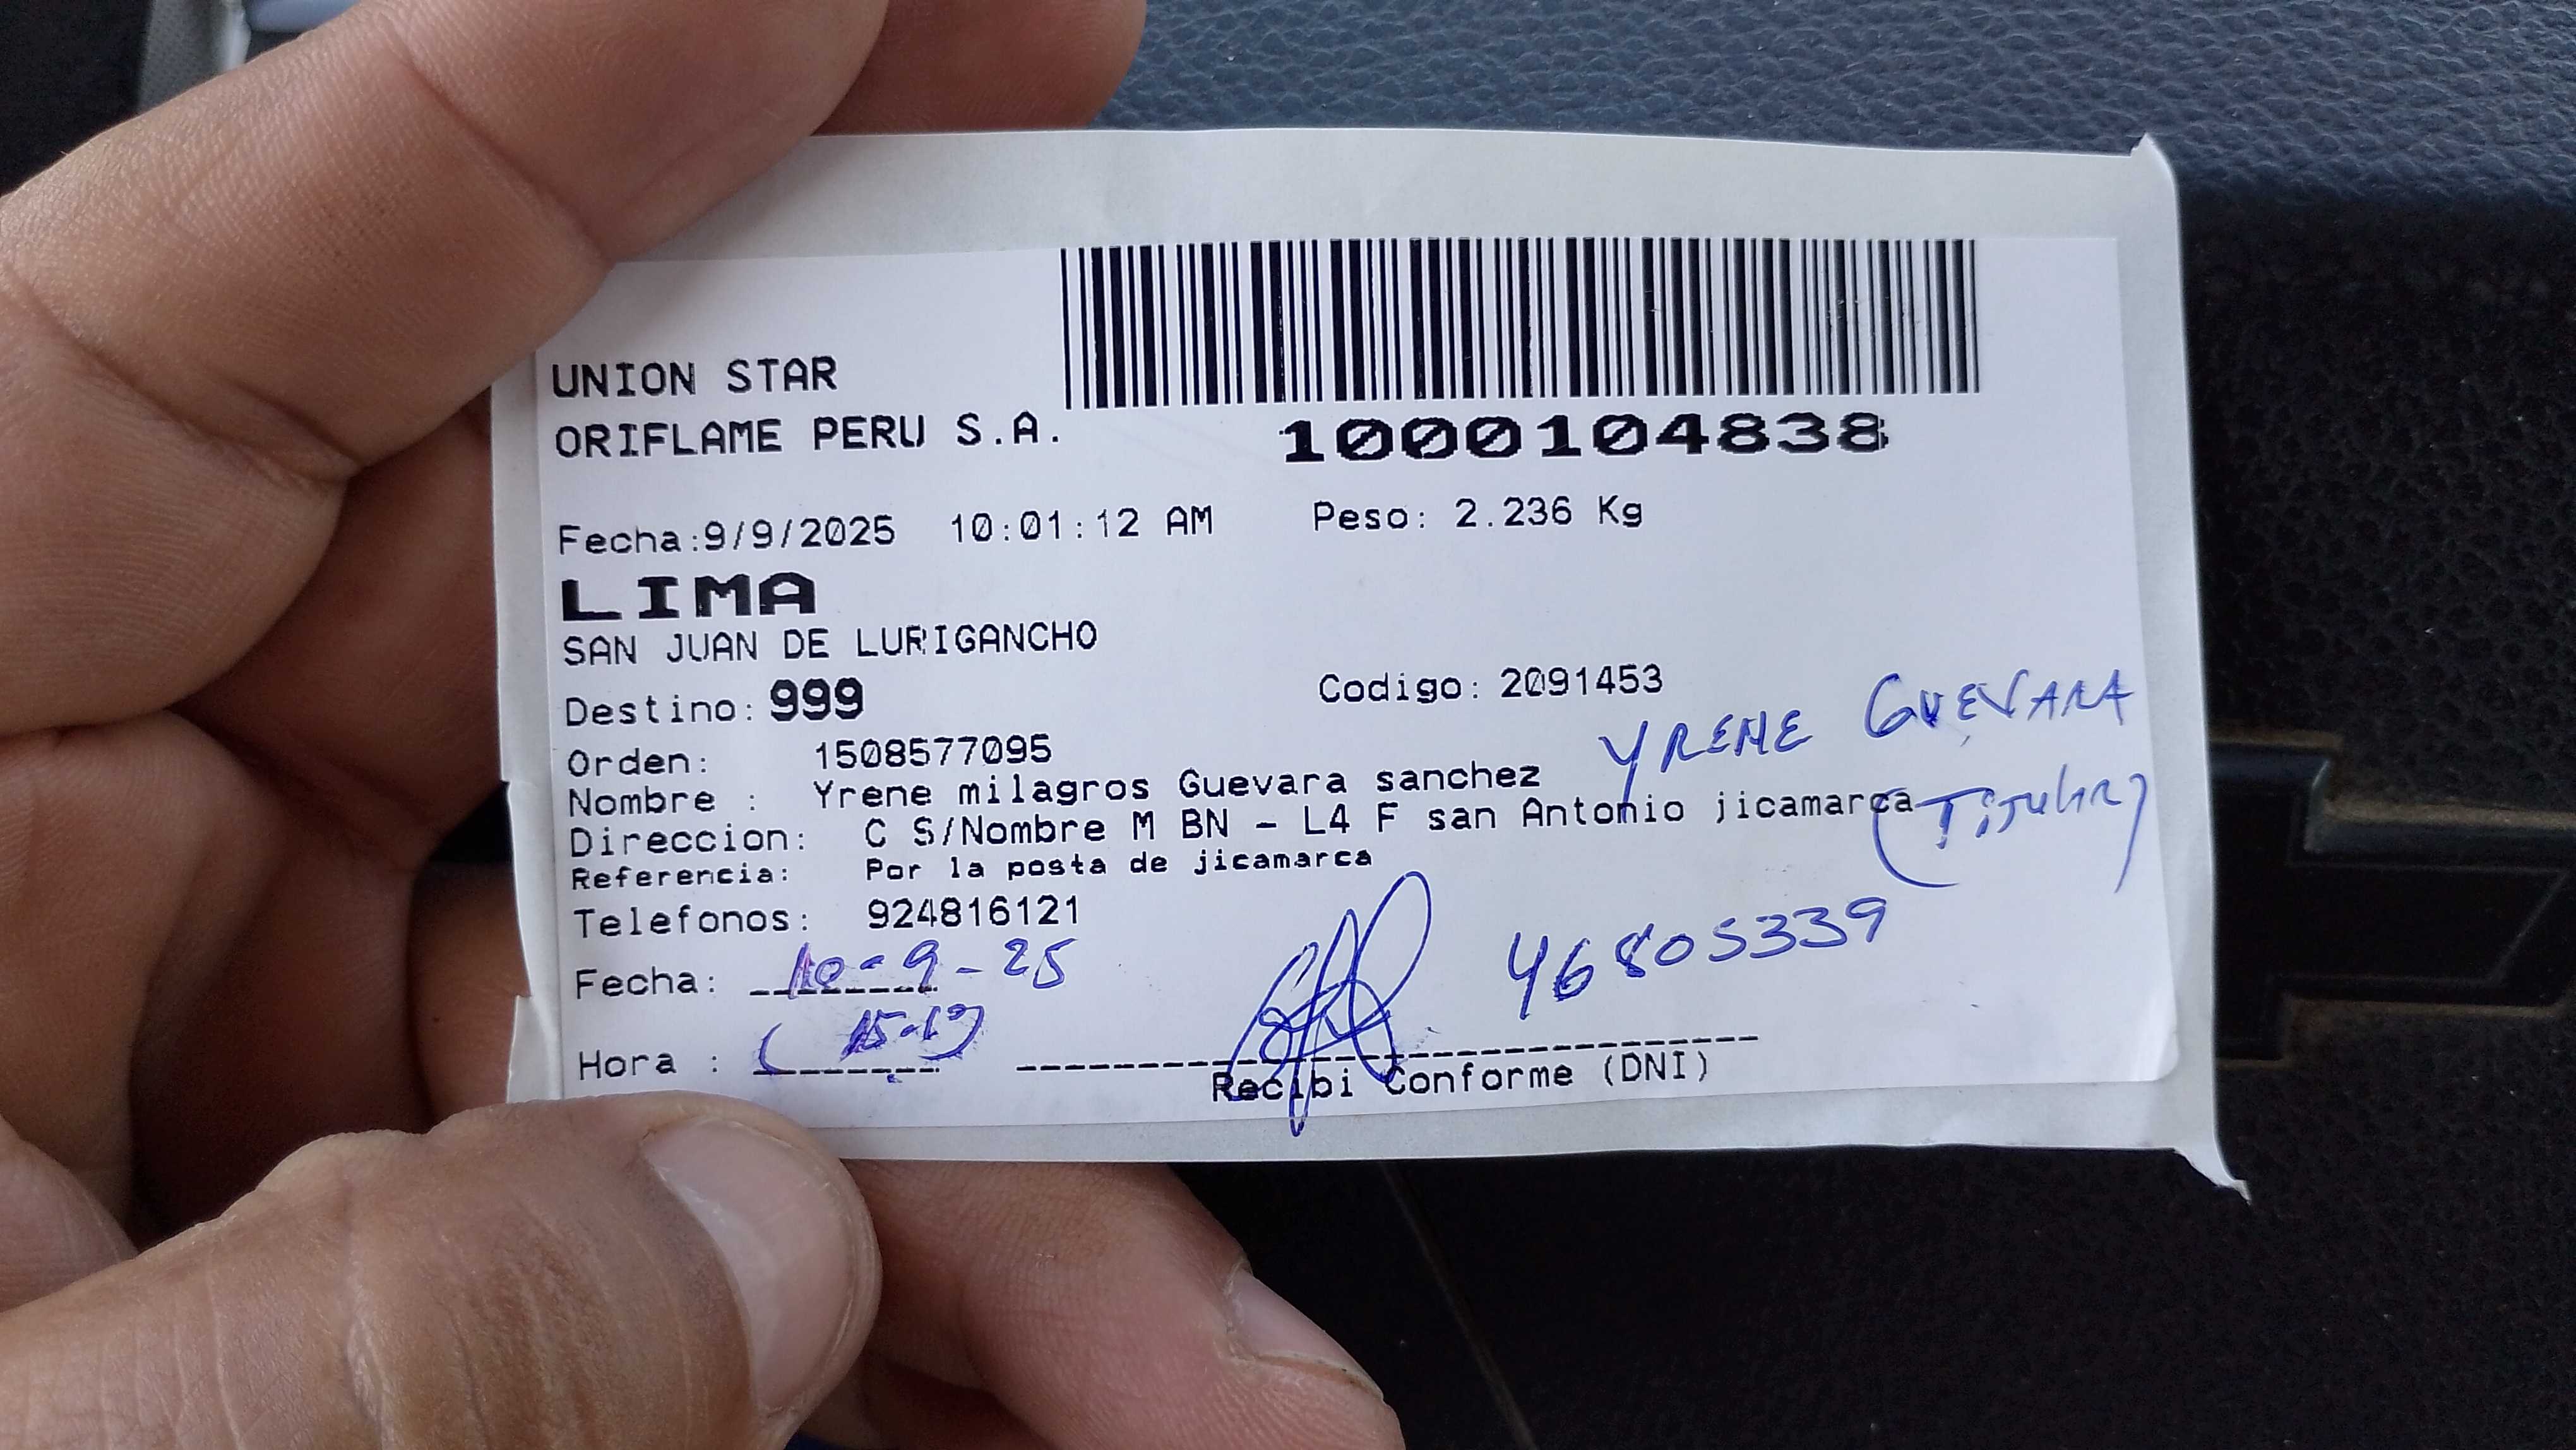 UNION STAR
ORIFLAME PERU S.A.
1000104838
Fecha:9/9/2025 10:01:12 AM Peso: 2.236 Kg
LIMA
SAN JUAN DE LURIGANCHO
Destino: 999 Codigo: 2091453
Orden: 1508577095
YRENE GUEVARA
Nombre : Yrene milagros Guevara sanchez
Direccion: C S/Nombre M BN - L4 F san Antonio jicamarca
(Titular)
Referencia: Por la posta de jicamarca
Telefonos: 924816121
Fecha: 10-9-25
46805339
Hora :
Recibi Conforme (DNI)